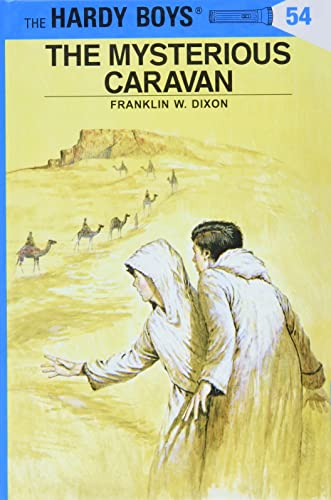 THE HARDY BOYS® 54
THE MYSTERIOUS
CARAVAN
FRANKLIN W. DIXON